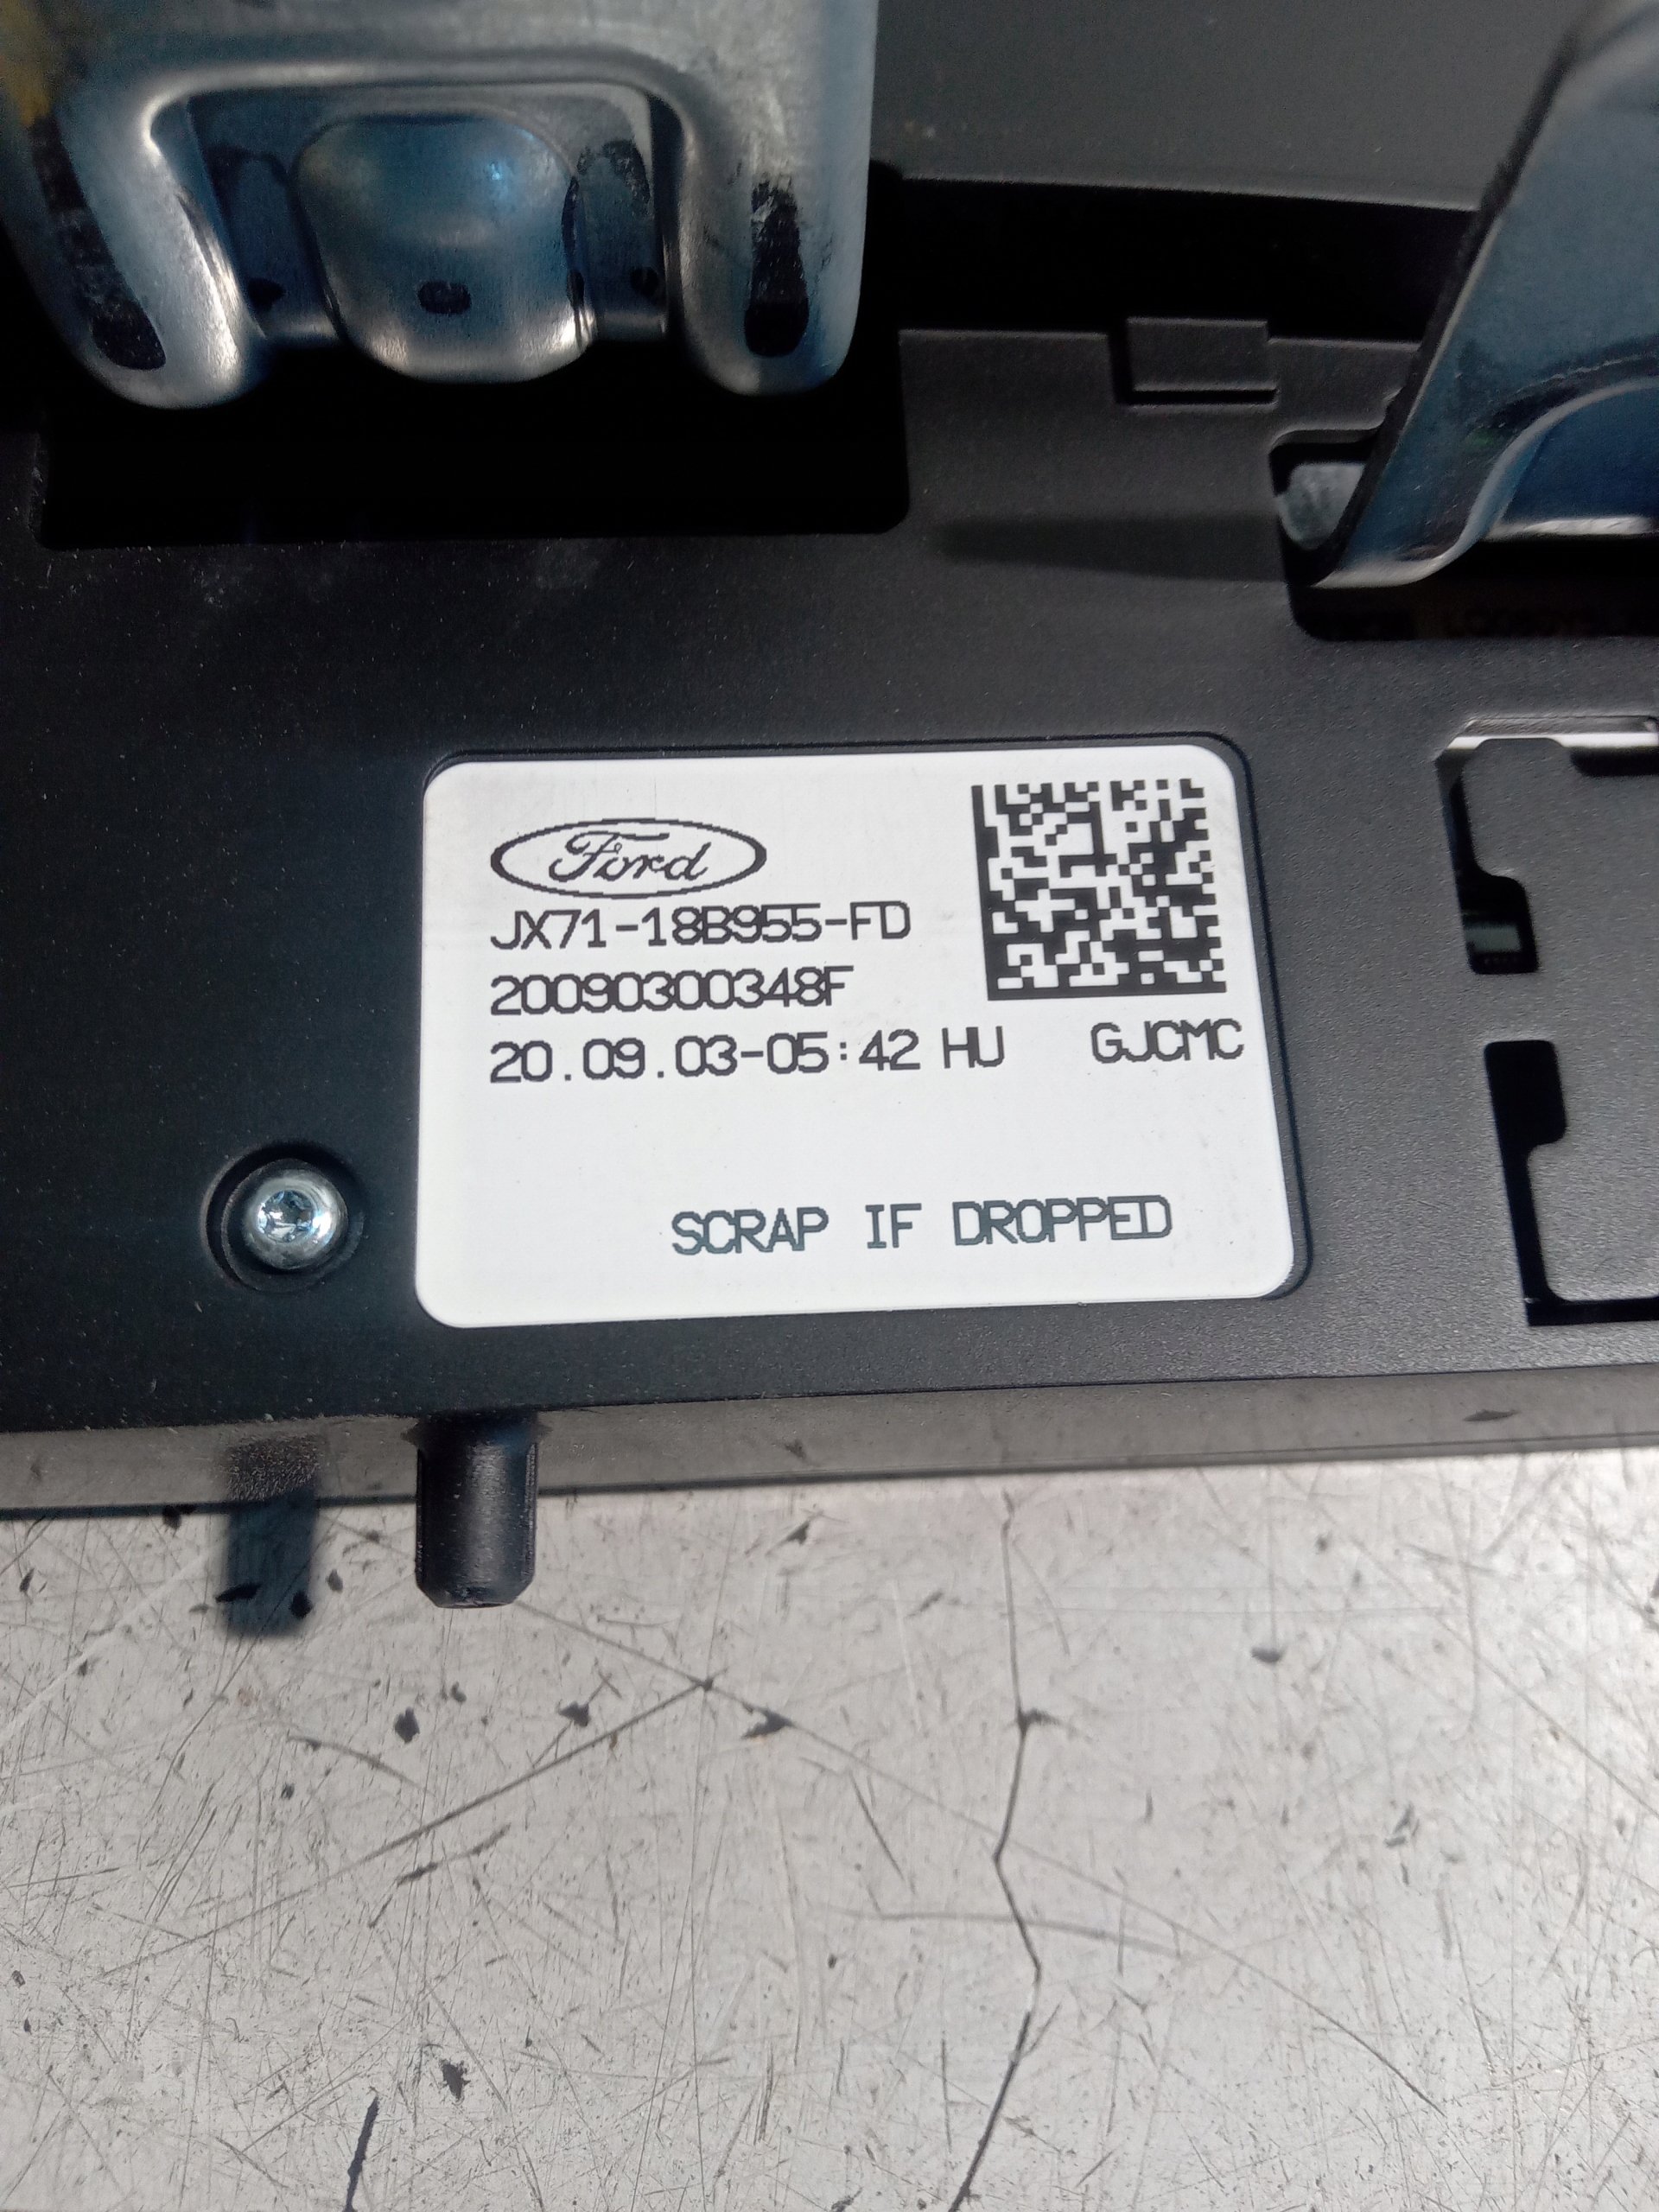 Ford
JX71-18B955-FD
20090300348F
20.09.03-05:42 HU GJCMC
SCRAP IF DROPPED